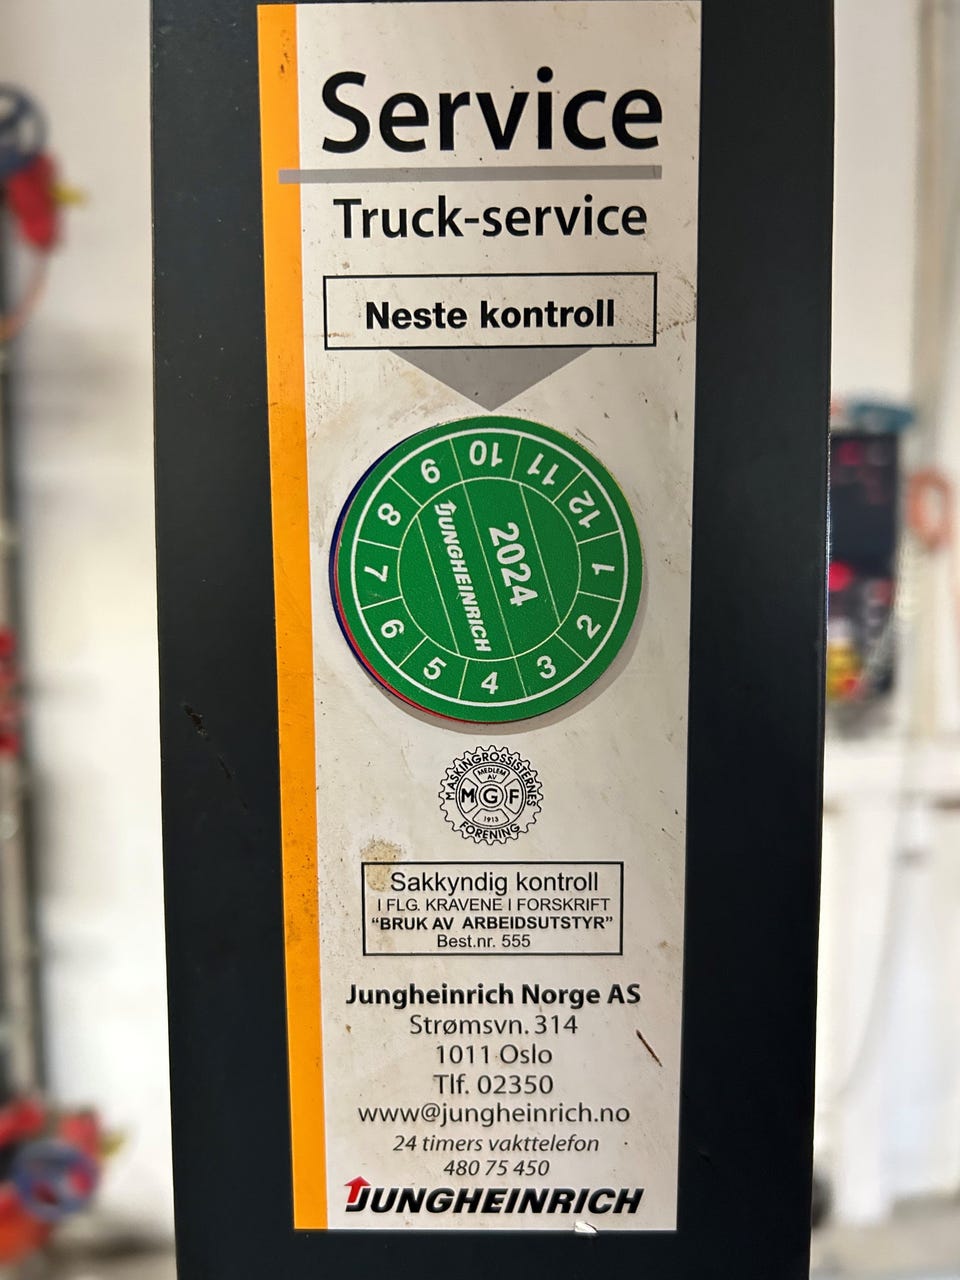 Service
Truck-service
Neste kontroll
10 11 12 1 2 3 4 5 6 7 8 9
2024
JUNGHEINRICH
MASKINGROSSISTERNES
MEDLEM
AV
M G F
1913
FORENING
Sakkyndig kontroll
I FLG. KRAVENE I FORSKRIFT
“BRUK AV ARBEIDSUTSTYR”
Best.nr. 555
Jungheinrich Norge AS
Strømsvn. 314
1011 Oslo
Tlf. 02350
www@jungheinrich.no
24 timers vakttelefon
480 75 450
JUNGHEINRICH